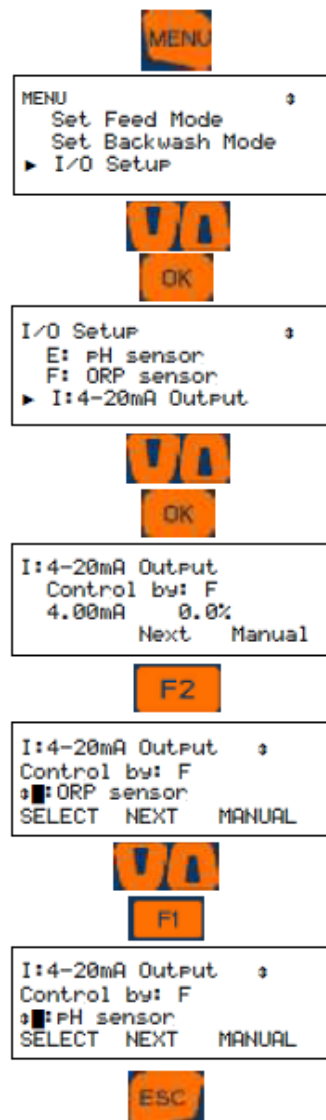 MENU
MENU
Set Feed Mode
Set Backwash Mode
► I/O Setup
OK
I/O Setup
E: pH sensor
F: ORP sensor
► I:4-20mA Output
OK
I:4-20mA Output
Control by: F
4.00mA 0.0%
Next Manual
F2
I:4-20mA Output
Control by: F
:ORP sensor
SELECT NEXT MANUAL
F1
I:4-20mA Output
Control by: F
:pH sensor
SELECT NEXT MANUAL
ESC